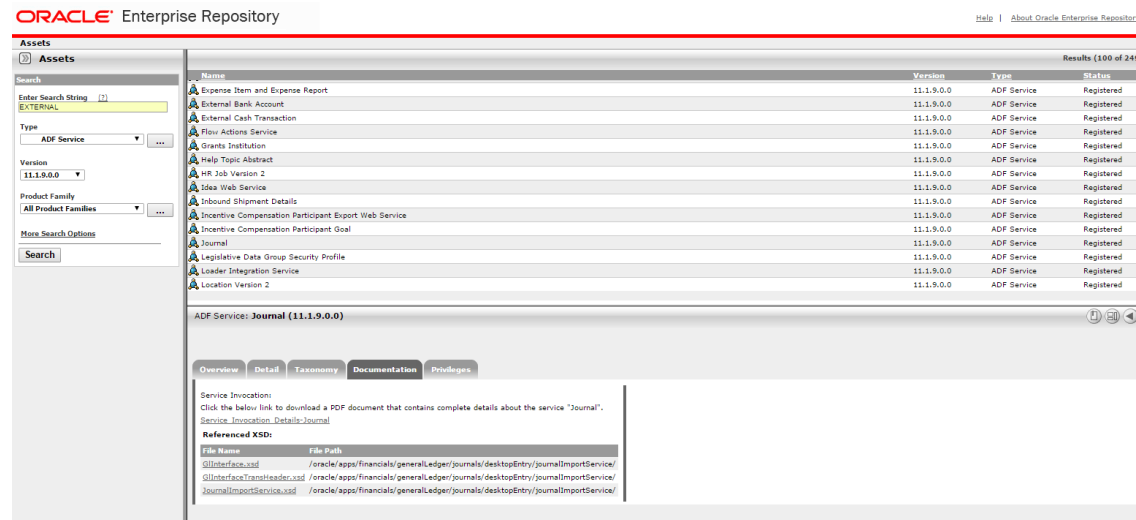 ORACLE Enterprise Repository
Help | About Oracle Enterprise Repositor
Assets
Assets
Search
Enter Search String [?]
EXTERNAL
Type
ADF Service ...
Version
11.1.9.0.0
Product Family
All Product Families ...
More Search Options
Search
Results (100 of 249
Name Version Type Status
Expense Item and Expense Report 11.1.9.0.0 ADF Service Registered
External Bank Account 11.1.9.0.0 ADF Service Registered
External Cash Transaction 11.1.9.0.0 ADF Service Registered
Flow Actions Service 11.1.9.0.0 ADF Service Registered
Grants Institution 11.1.9.0.0 ADF Service Registered
Help Topic Abstract 11.1.9.0.0 ADF Service Registered
HR Job Version 2 11.1.9.0.0 ADF Service Registered
Idea Web Service 11.1.9.0.0 ADF Service Registered
Inbound Shipment Details 11.1.9.0.0 ADF Service Registered
Incentive Compensation Participant Export Web Service 11.1.9.0.0 ADF Service Registered
Incentive Compensation Participant Goal 11.1.9.0.0 ADF Service Registered
Journal 11.1.9.0.0 ADF Service Registered
Legislative Data Group Security Profile 11.1.9.0.0 ADF Service Registered
Loader Integration Service 11.1.9.0.0 ADF Service Registered
Location Version 2 11.1.9.0.0 ADF Service Registered
ADF Service: Journal (11.1.9.0.0)
Overview Detail Taxonomy Documentation Privileges
Service Invocation:
Click the below link to download a PDF document that contains complete details about the service "Journal".
Service Invocation Details-Journal
Referenced XSD:
File Name File Path
GlInterface.xsd /oracle/apps/financials/generalLedger/journals/desktopEntry/journalImportService/
GlInterfaceTransHeader.xsd /oracle/apps/financials/generalLedger/journals/desktopEntry/journalImportService/
JournalImportService.xsd /oracle/apps/financials/generalLedger/journals/desktopEntry/journalImportService/